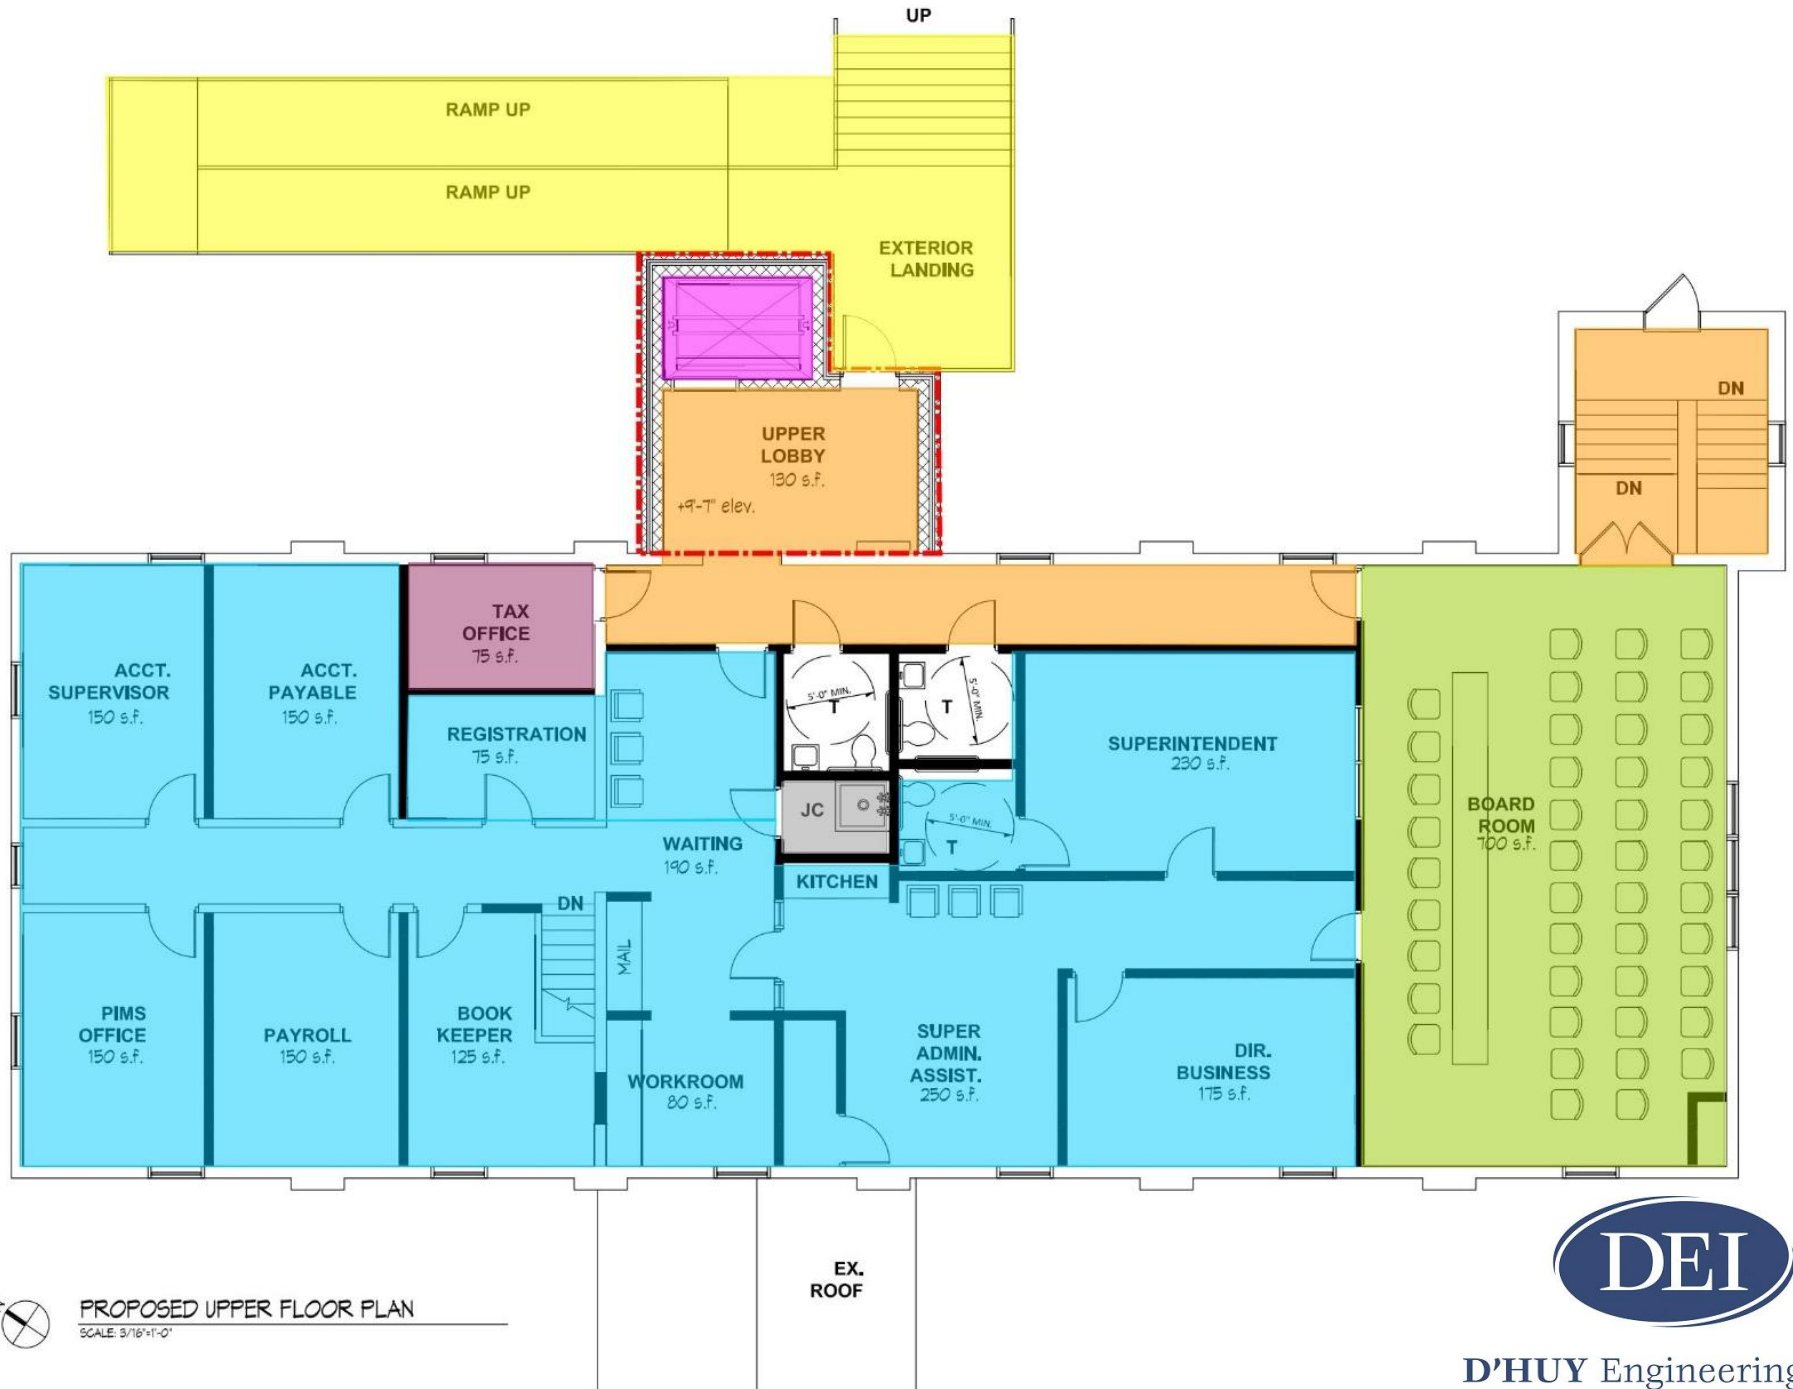 UP
RAMP UP
RAMP UP
EXTERIOR
LANDING
UPPER
LOBBY
130 s.f.
+9'-7" elev.
DN
DN
TAX
OFFICE
75 s.f.
ACCT.
SUPERVISOR
150 s.f.
ACCT.
PAYABLE
150 s.f.
REGISTRATION
75 s.f.
5'-0" MIN.
T
5'-0" MIN.
T
SUPERINTENDENT
230 s.f.
JC
5'-0" MIN.
T
BOARD
ROOM
700 s.f.
WAITING
190 s.f.
KITCHEN
DN
MAIL
PIMS
OFFICE
150 s.f.
PAYROLL
150 s.f.
BOOK
KEEPER
125 s.f.
WORKROOM
80 s.f.
SUPER
ADMIN.
ASSIST.
250 s.f.
DIR.
BUSINESS
175 s.f.
EX.
ROOF
PROPOSED UPPER FLOOR PLAN
SCALE: 3/16"=1'-0"
DEI
D'HUY Engineering